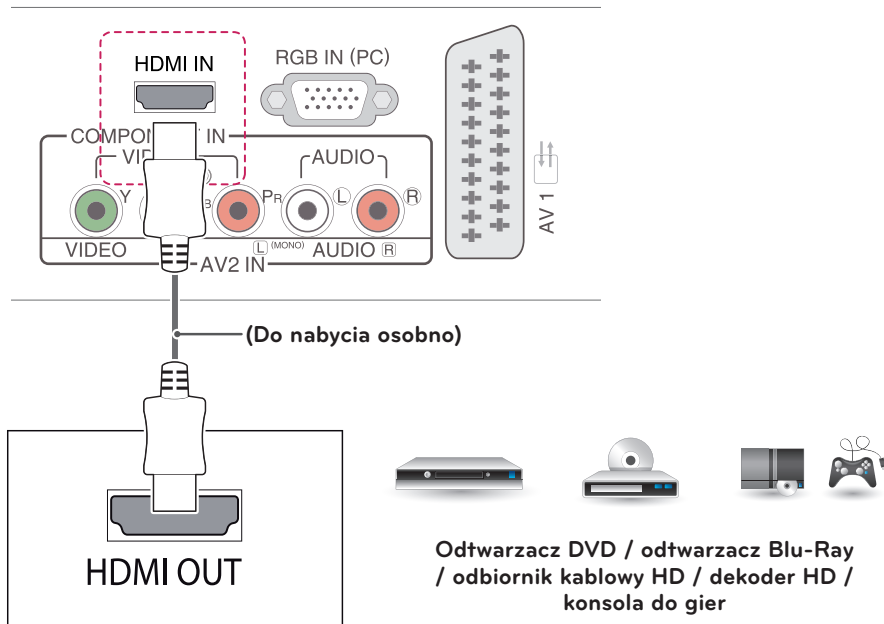 HDMI IN
RGB IN (PC)
COMPON T IN
VID
AUDIO
Y
B
PR
L
R
VIDEO
L (MONO) AUDIO R
AV2 IN
AV 1
(Do nabycia osobno)
HDMI OUT
Odtwarzacz DVD / odtwarzacz Blu-Ray
/ odbiornik kablowy HD / dekoder HD /
konsola do gier